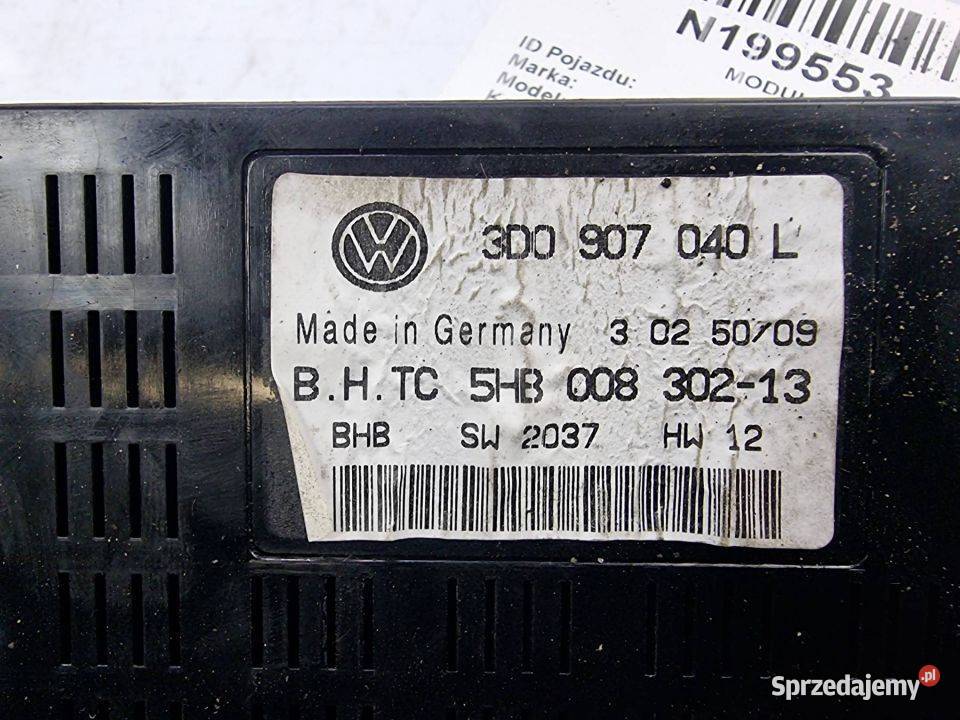 N199553
ID Pojazdu:
Marka:
Model:
3D0 907 040 L
Made in Germany 3 02 50/09
B.H.TC 5HB 008 302-13
BHB SW 2037 HW 12
Sprzedajemy.pl